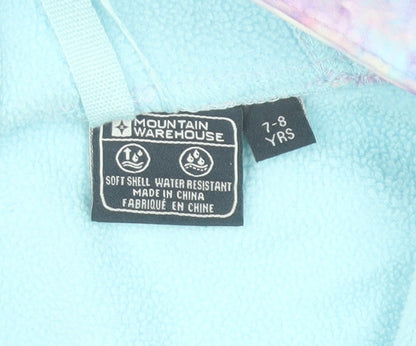 MOUNTAIN
WAREHOUSE
SOFT SHELL WATER RESISTANT
MADE IN CHINA
FABRIQUÉ EN CHINE
7-8
YRS